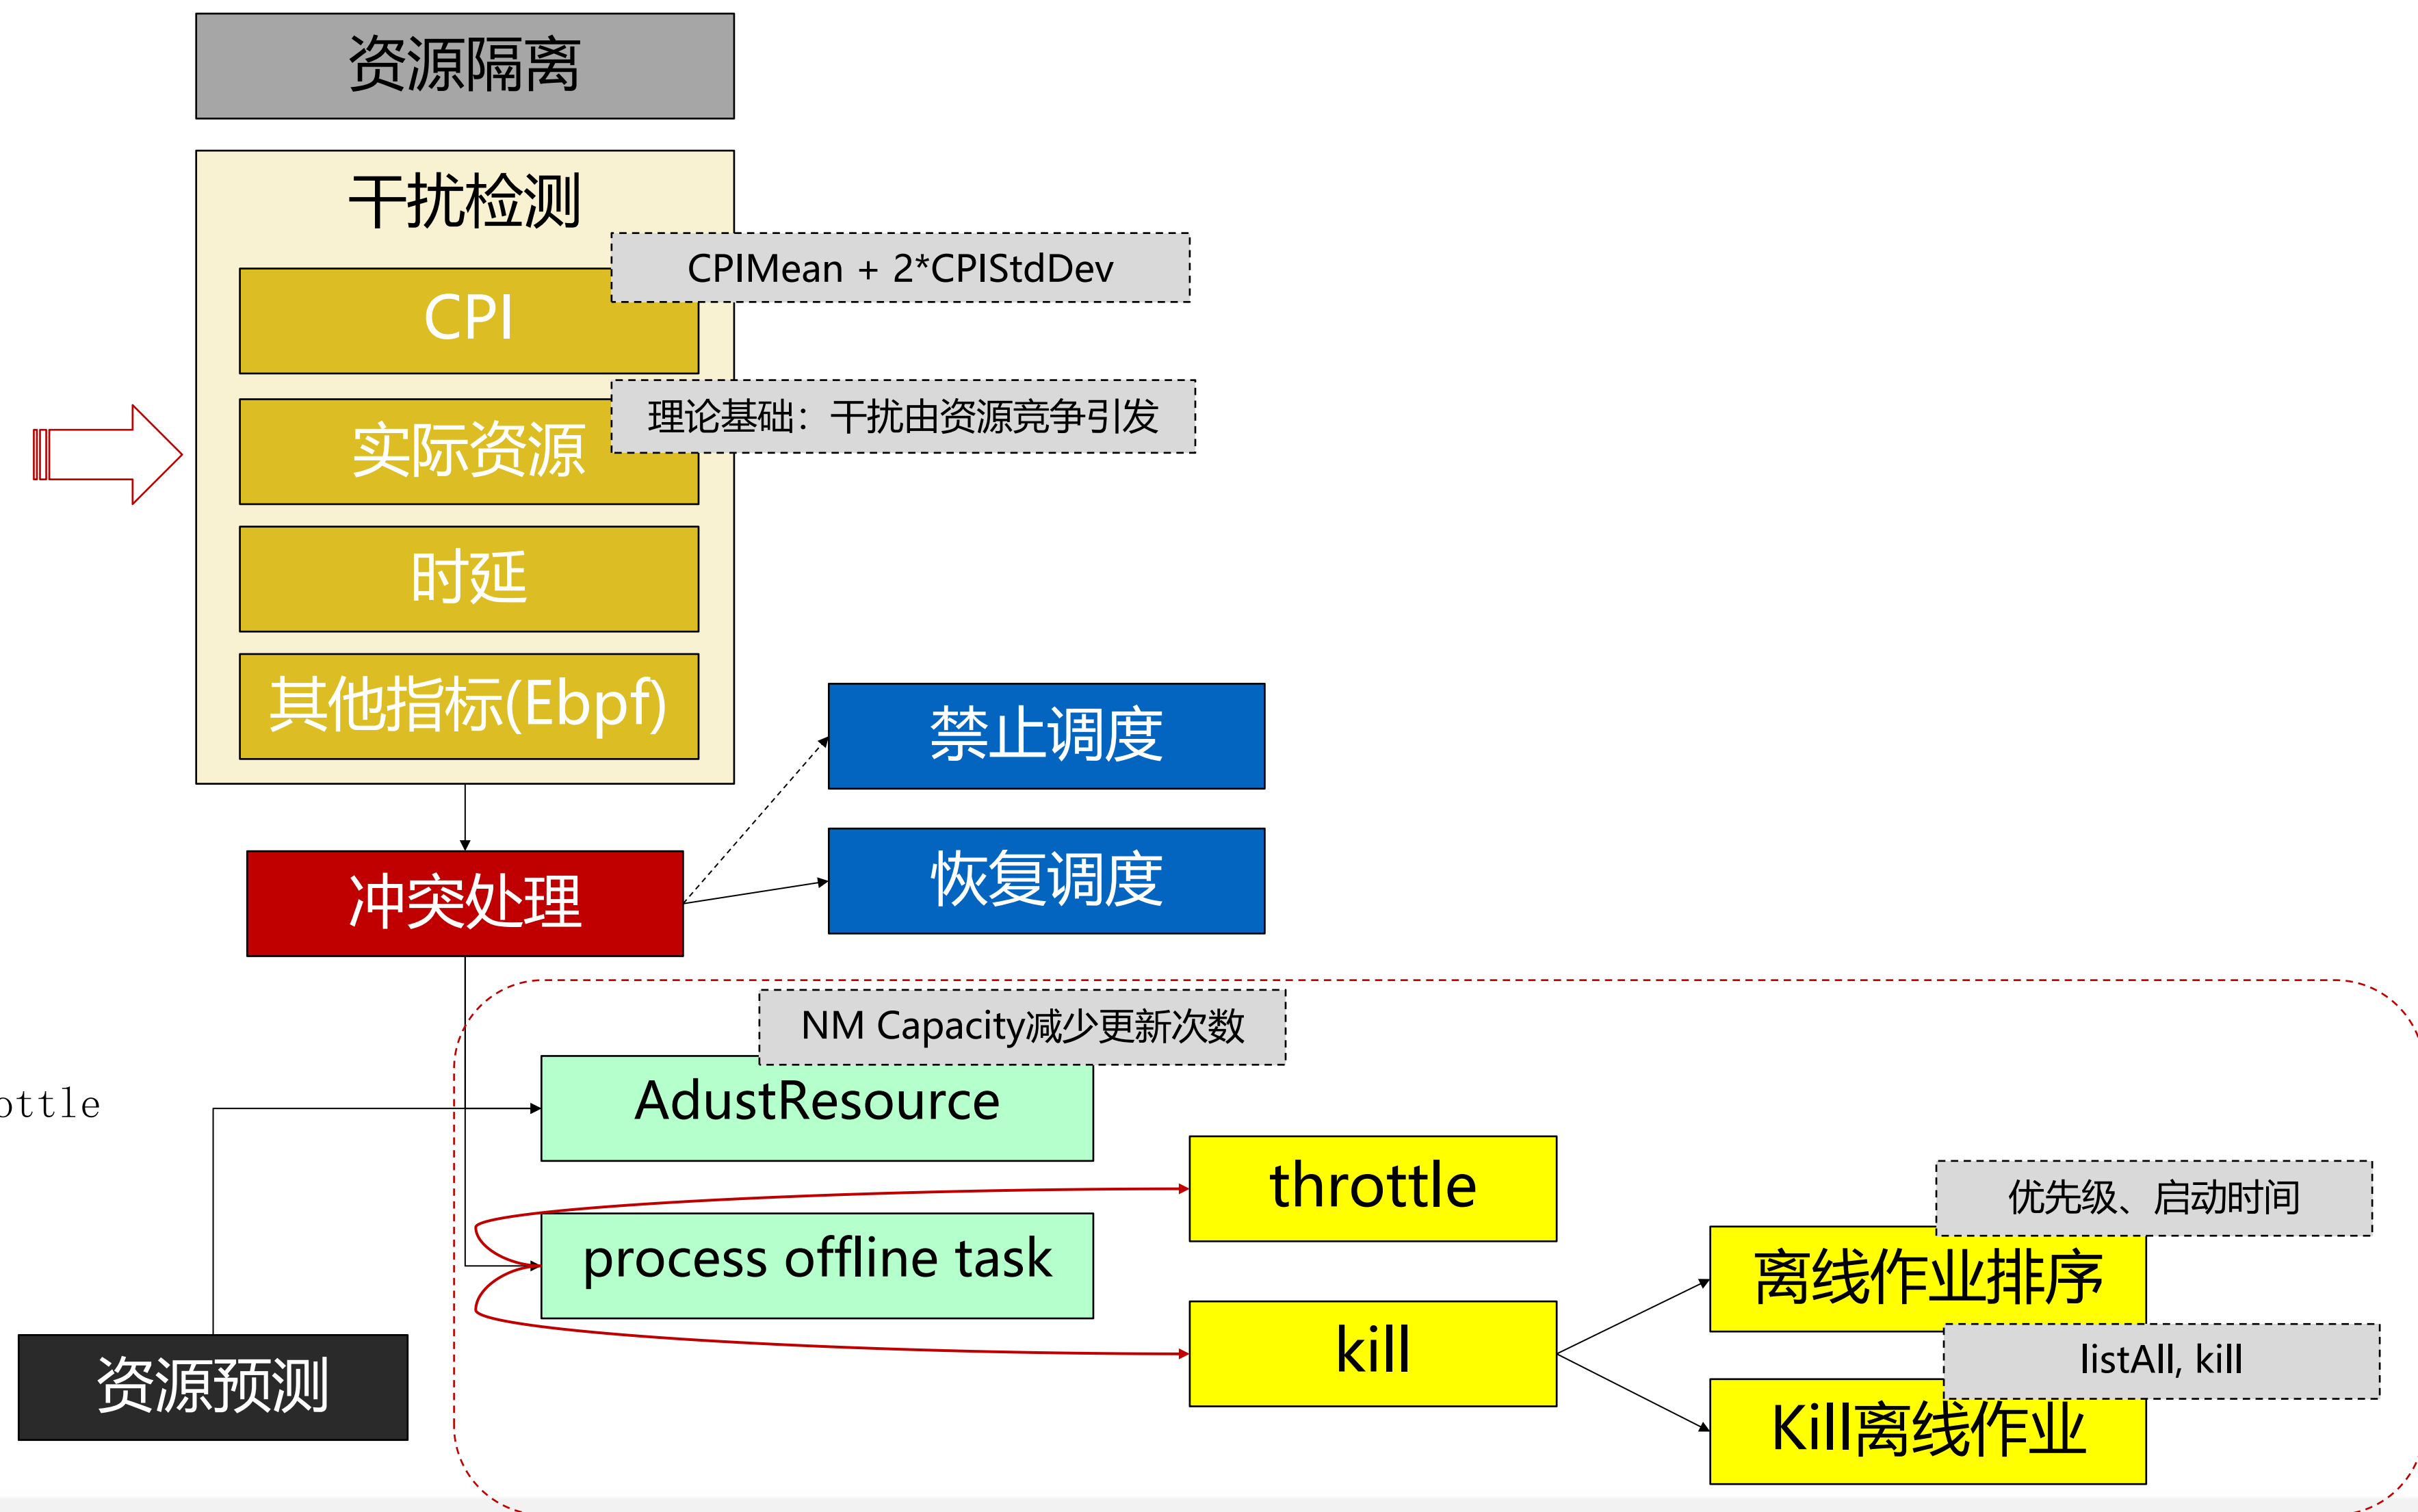 资源隔离
干扰检测
CPIMean + 2*CPIStdDev
CPI
理论基础：干扰由资源竞争引发
实际资源
时延
其他指标(Ebpf)
禁止调度
恢复调度
冲突处理
NM Capacity减少更新次数
AdustResource
ottle
throttle
优先级、启动时间
process offline task
离线作业排序
kill
listAll, kill
资源预测
Kill离线作业